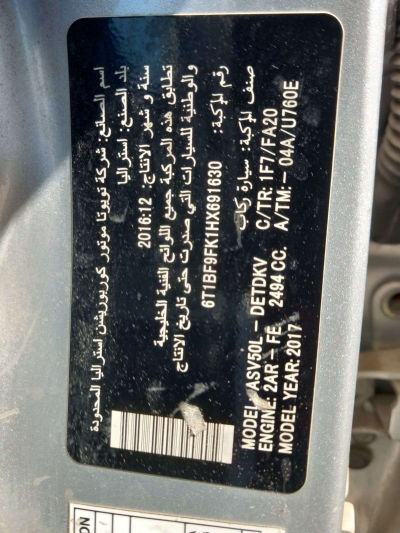 اسم الصانع: شركة تويوتا موتور كوربوريشن استراليا المحدودة
بلد الصنع: استراليا
سنة و شهر الانتاج: 2016:12
تطابق هذه المركبة جميع اللوائح الفنية الخليجية
والوطنية للسيارات التي صدرت حتى تاريخ الانتاج
رقم المركبة: 6T1BF9FK1HX691630
صنف المركبة: سيارة ركاب
MODEL: ASV50L - DETDKV C/TR: 1F7/FA20
ENGINE: 2AR - FE 2494 CC. A/TM: - 04A/U760E
MODEL YEAR: 2017
ION